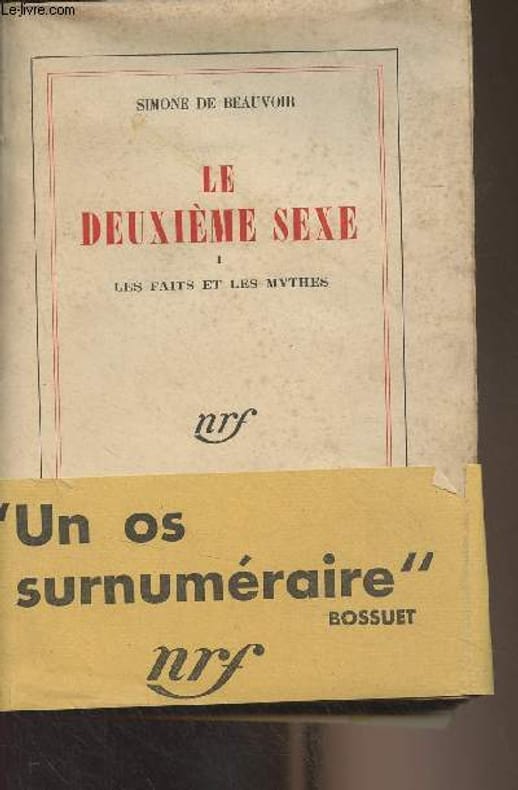 Le-livre.com
SIMONE DE BEAUVOIR
LE
DEUXIÈME SEXE
I
LES FAITS ET LES MYTHES
nrf
"Un os
surnuméraire"
BOSSUET
nrf